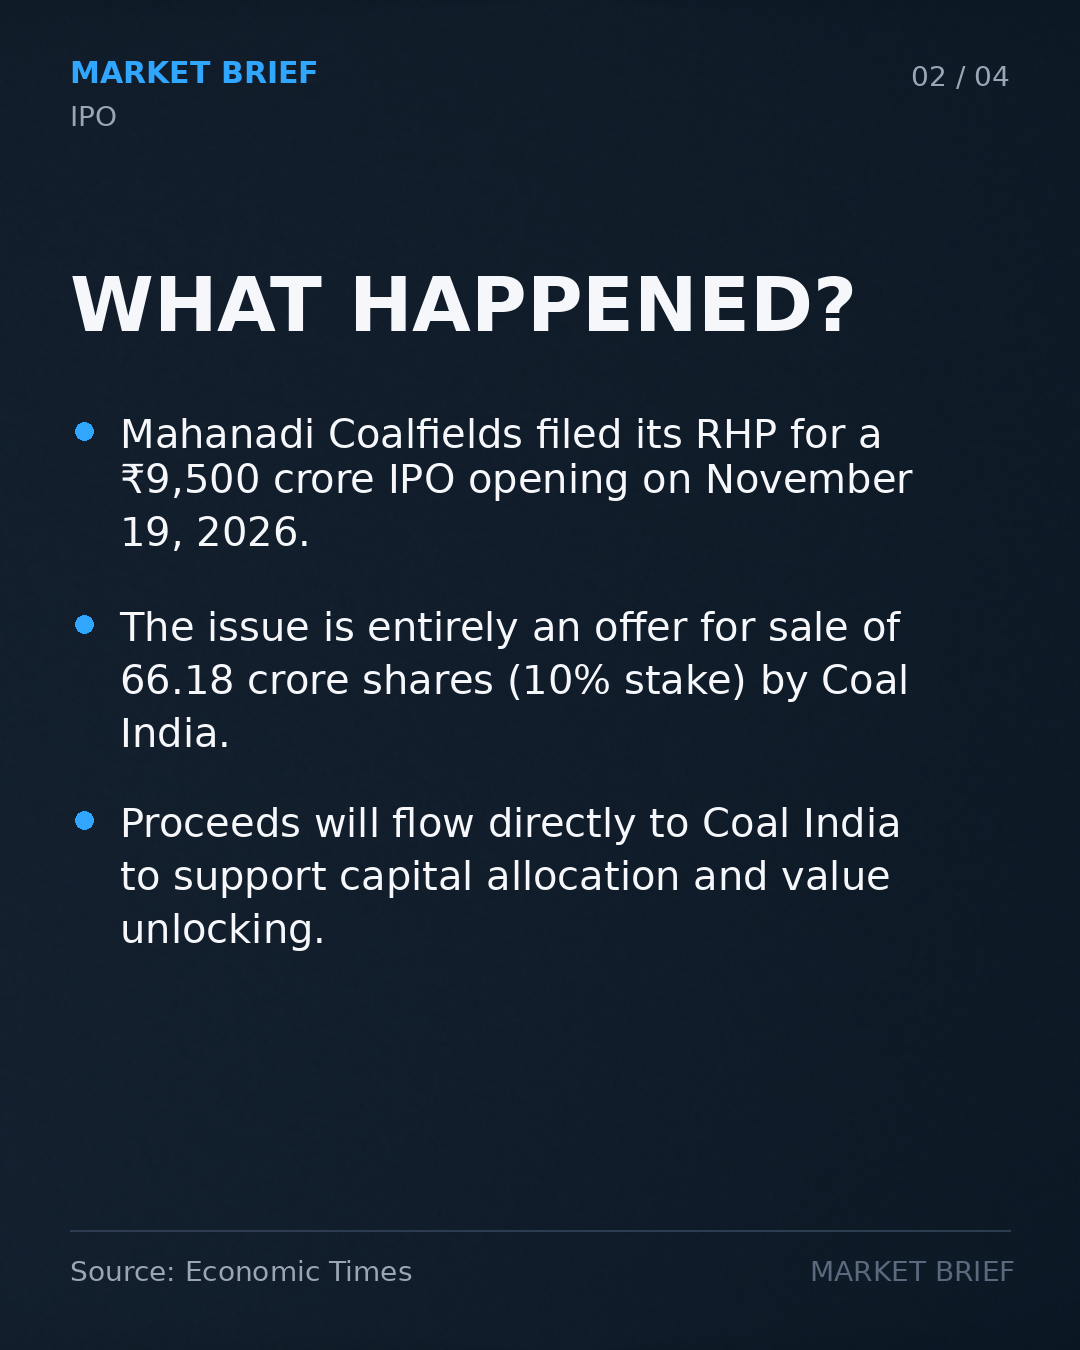 MARKET BRIEF
02 / 04
IPO
WHAT HAPPENED?
Mahanadi Coalfields filed its RHP for a
₹9,500 crore IPO opening on November
19, 2026.
The issue is entirely an offer for sale of
66.18 crore shares (10% stake) by Coal
India.
Proceeds will flow directly to Coal India
to support capital allocation and value
unlocking.
Source: Economic Times
MARKET BRIEF